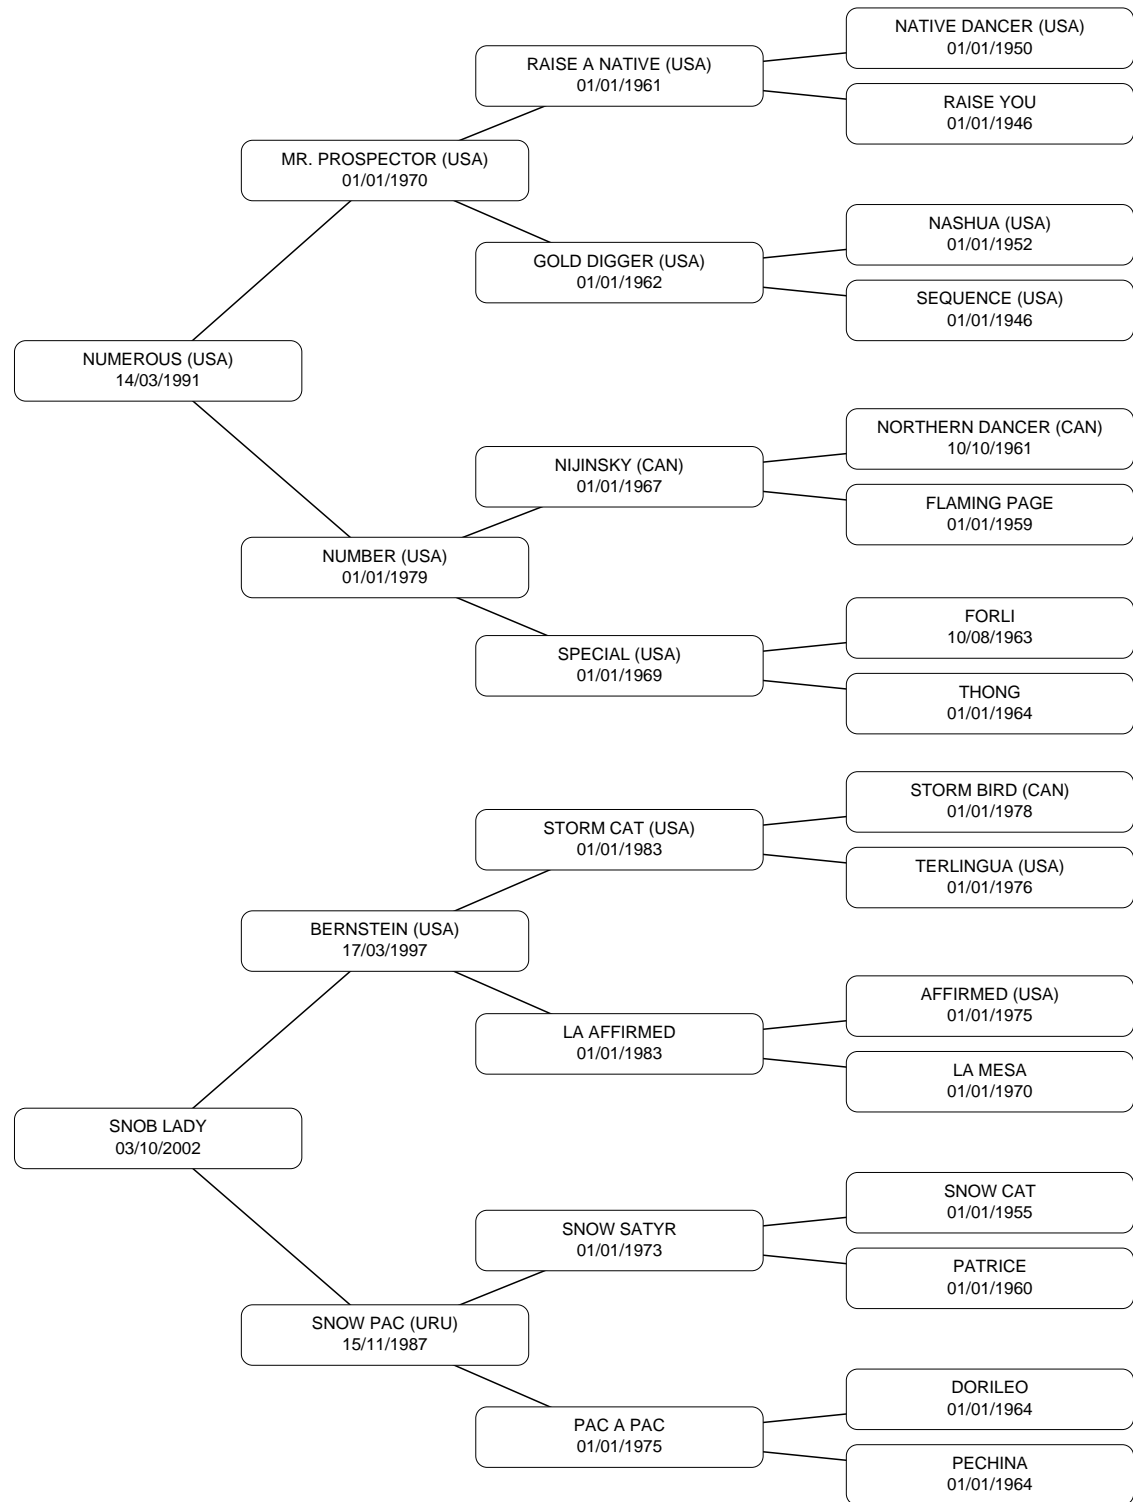 NATIVE DANCER (USA)
01/01/1950
RAISE A NATIVE (USA)
01/01/1961
RAISE YOU
01/01/1946
MR. PROSPECTOR (USA)
01/01/1970
NASHUA (USA)
01/01/1952
GOLD DIGGER (USA)
01/01/1962
SEQUENCE (USA)
01/01/1946
NUMEROUS (USA)
14/03/1991
NORTHERN DANCER (CAN)
10/10/1961
NIJINSKY (CAN)
01/01/1967
FLAMING PAGE
01/01/1959
NUMBER (USA)
01/01/1979
FORLI
10/08/1963
SPECIAL (USA)
01/01/1969
THONG
01/01/1964
STORM BIRD (CAN)
01/01/1978
STORM CAT (USA)
01/01/1983
TERLINGUA (USA)
01/01/1976
BERNSTEIN (USA)
17/03/1997
AFFIRMED (USA)
01/01/1975
LA AFFIRMED
01/01/1983
LA MESA
01/01/1970
SNOB LADY
03/10/2002
SNOW CAT
01/01/1955
SNOW SATYR
01/01/1973
PATRICE
01/01/1960
SNOW PAC (URU)
15/11/1987
DORILEO
01/01/1964
PAC A PAC
01/01/1975
PECHINA
01/01/1964